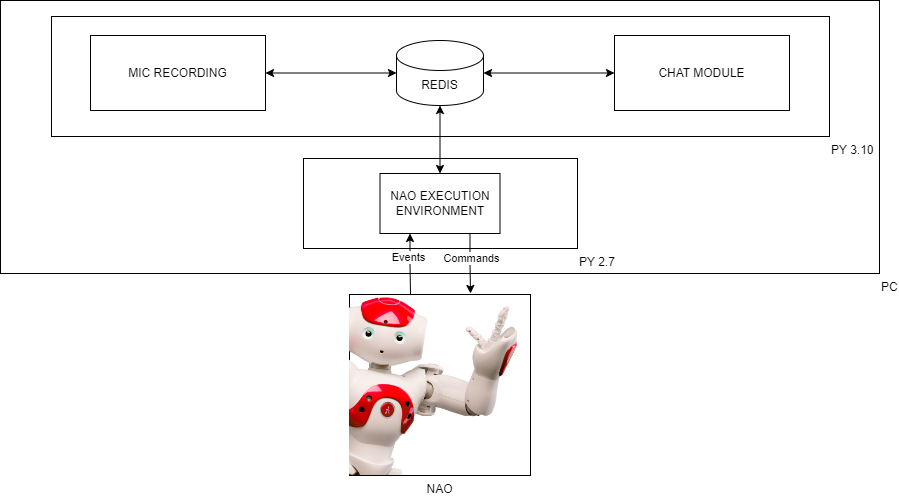 MIC RECORDING
REDIS
CHAT MODULE
PY 3.10
NAO EXECUTION
ENVIRONMENT
Events
Commands
PY 2.7
PC
NAO